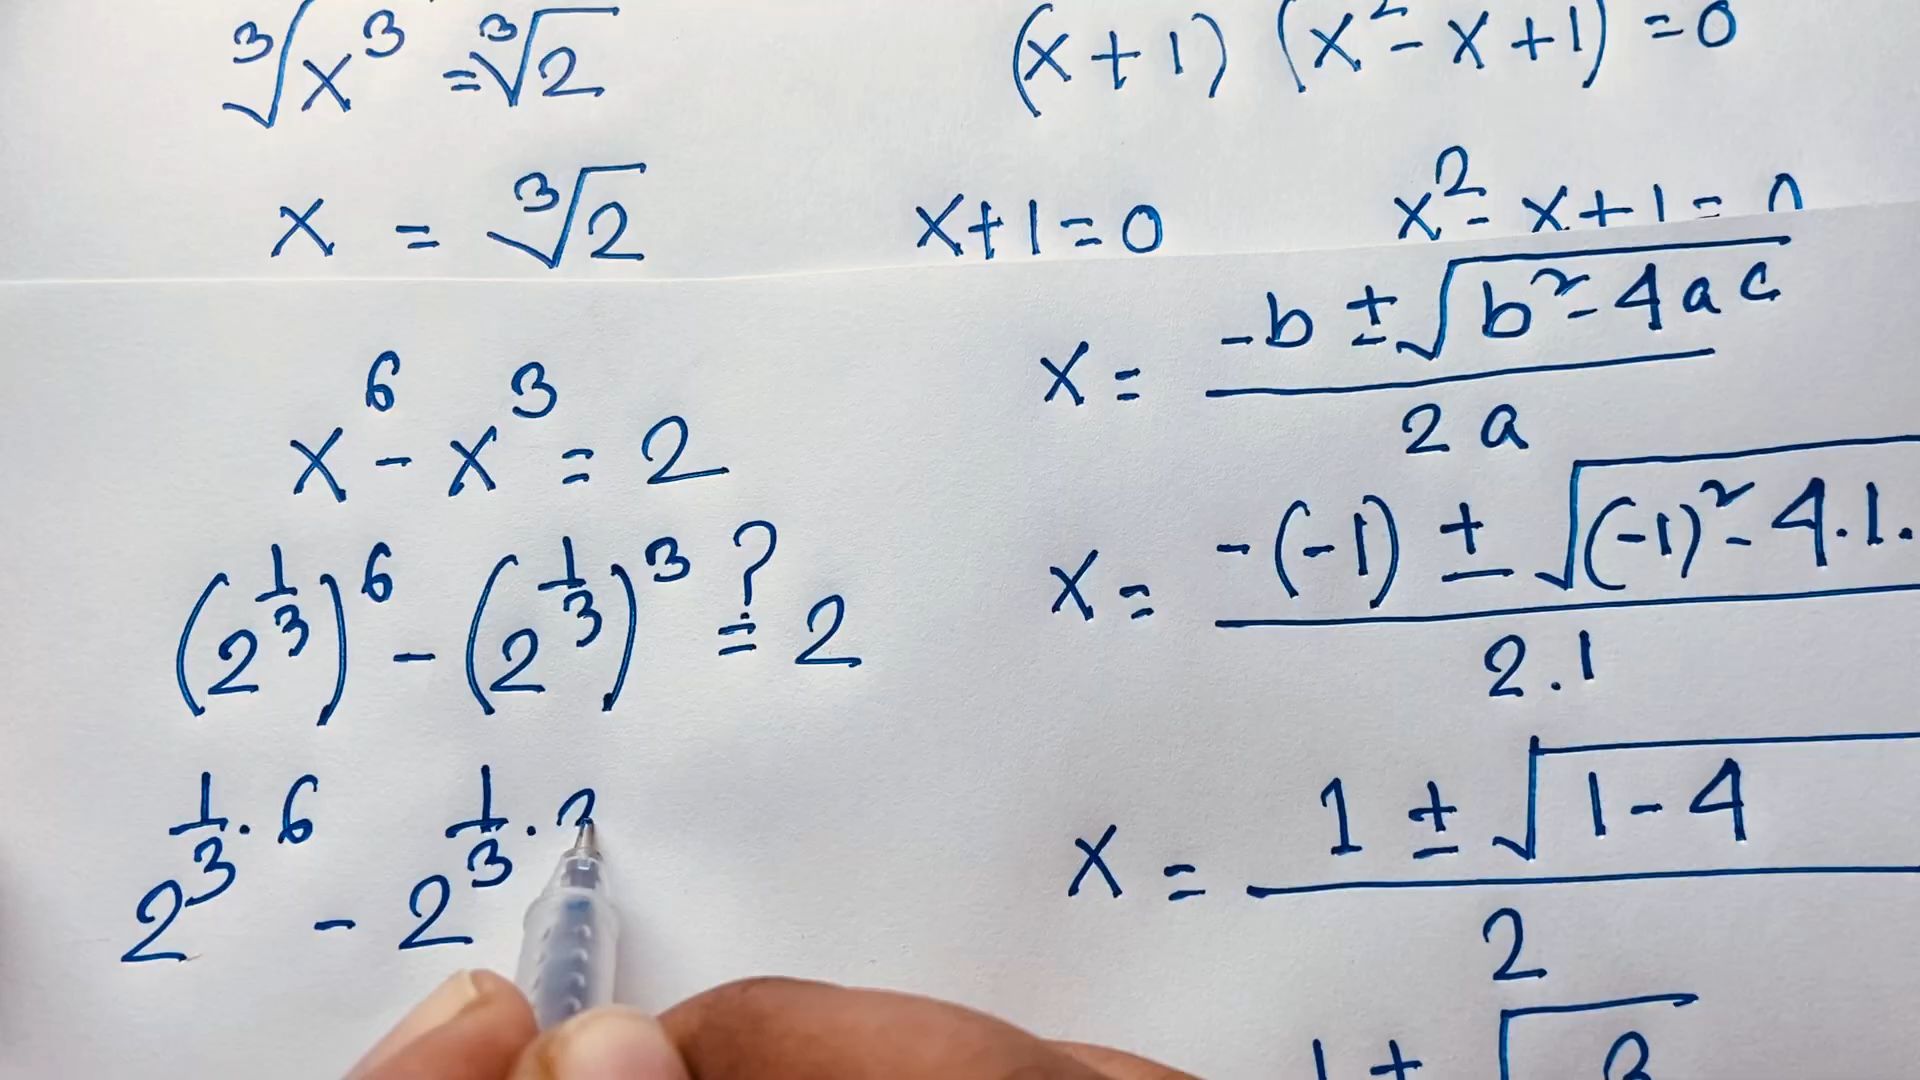 ∛x³ = ∛2
x = ∛2
x⁶ - x³ = 2
(2^(1/3))⁶ - (2^(1/3))³ ≟ 2
2^(1/3 · 6) - 2^(1/3 ·
(x + 1) (x² - x + 1) = 0
x + 1 = 0 x² - x + 1 = 0
x = (-b ± √(b² - 4ac)) / 2a
x = (-(-1) ± √((-1)² - 4.1.)) / 2.1
x = (1 ± √(1 - 4)) / 2
1 ± √ 3